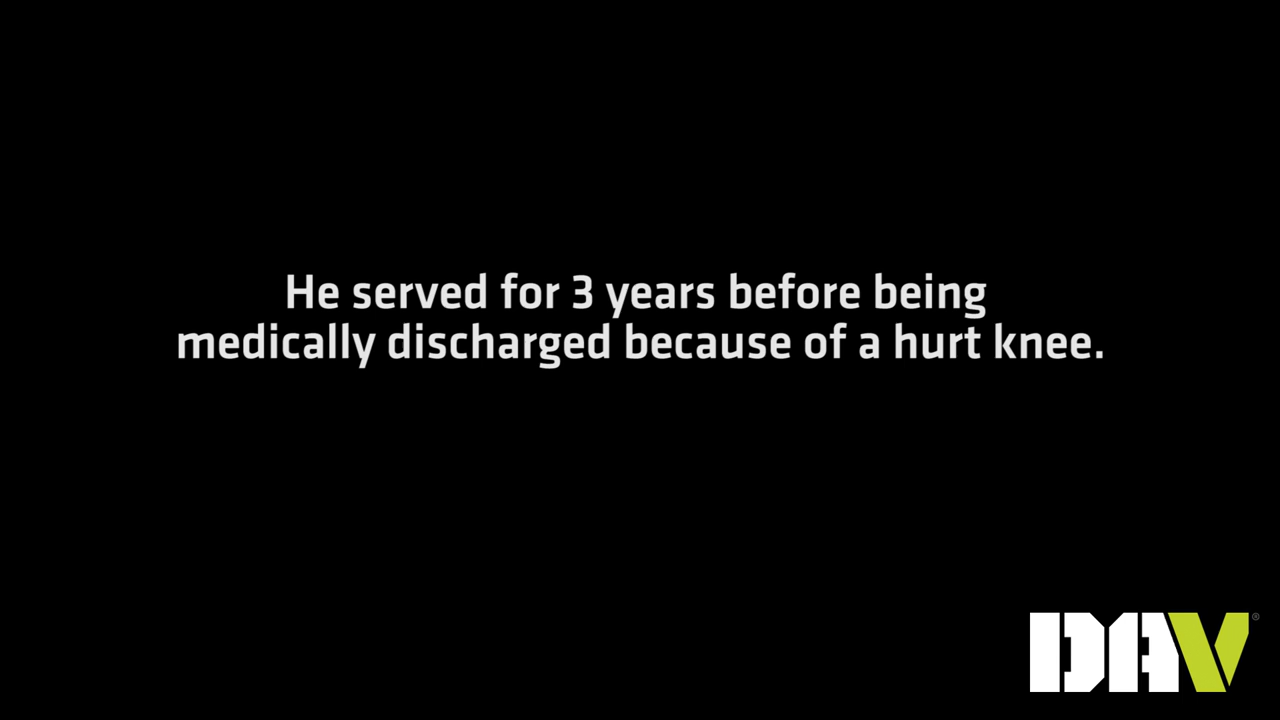 He served for 3 years before being
medically discharged because of a hurt knee.
DAV®